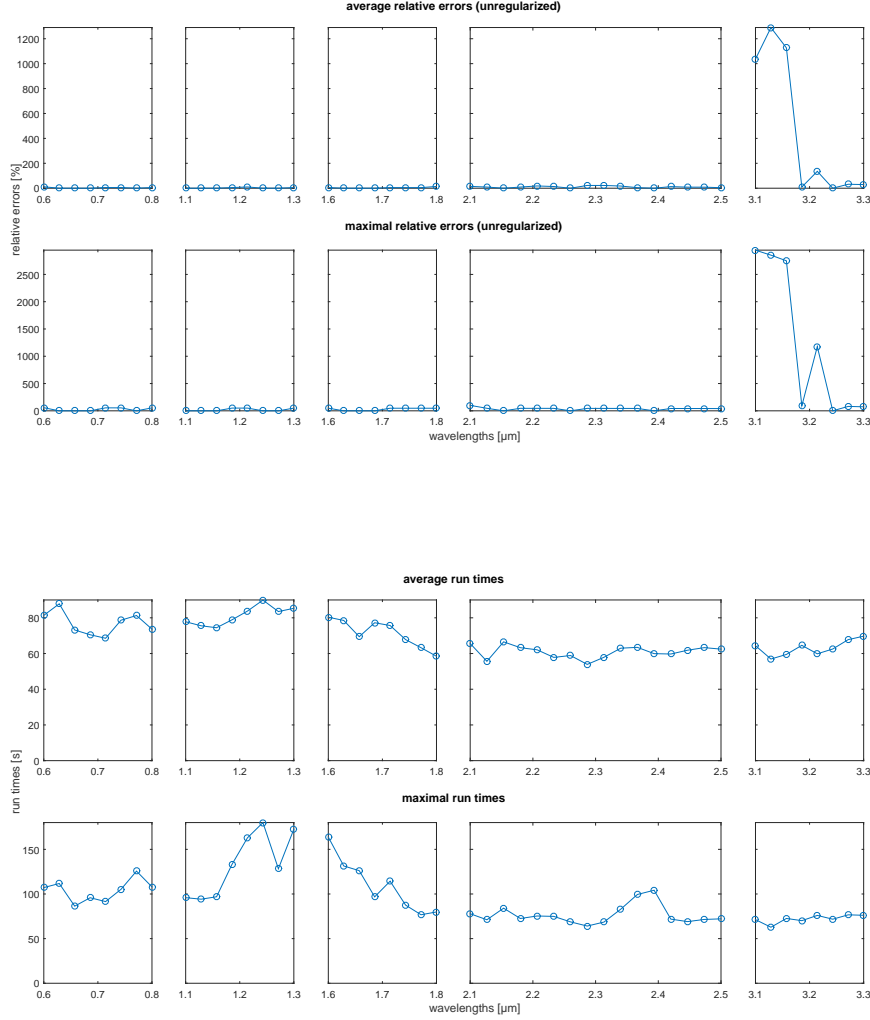 average relative errors (unregularized)
1200
1000
800
600
400
200
0
0.6 0.7 0.8 1.1 1.2 1.3 1.6 1.7 1.8 2.1 2.2 2.3 2.4 2.5 3.1 3.2 3.3
relative errors [%]
maximal relative errors (unregularized)
2500
2000
1500
1000
500
0
0.6 0.7 0.8 1.1 1.2 1.3 1.6 1.7 1.8 2.1 2.2 2.3 2.4 2.5 3.1 3.2 3.3
wavelengths [µm]
average run times
80
60
40
20
0
0.6 0.7 0.8 1.1 1.2 1.3 1.6 1.7 1.8 2.1 2.2 2.3 2.4 2.5 3.1 3.2 3.3
run times [s]
maximal run times
150
100
50
0
0.6 0.7 0.8 1.1 1.2 1.3 1.6 1.7 1.8 2.1 2.2 2.3 2.4 2.5 3.1 3.2 3.3
wavelengths [µm]